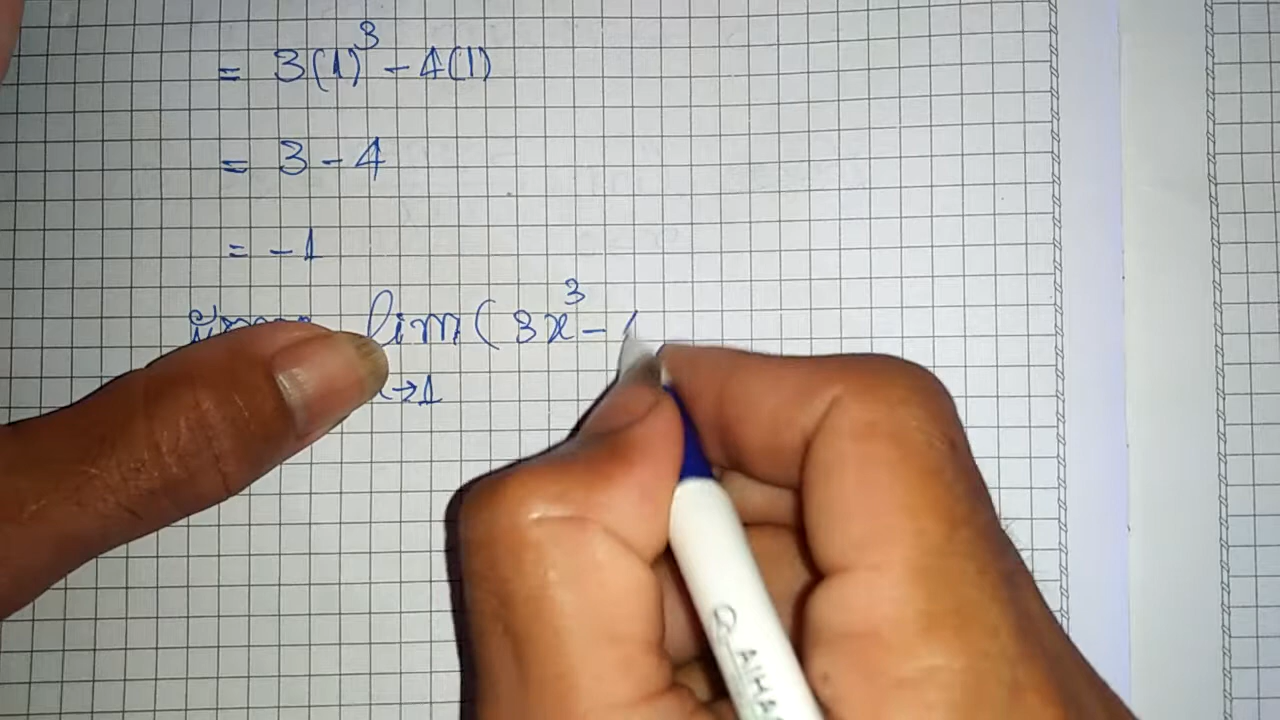 = 3(1)³ - 4(1)
= 3 - 4
= -1
lim (3x³ -
→1